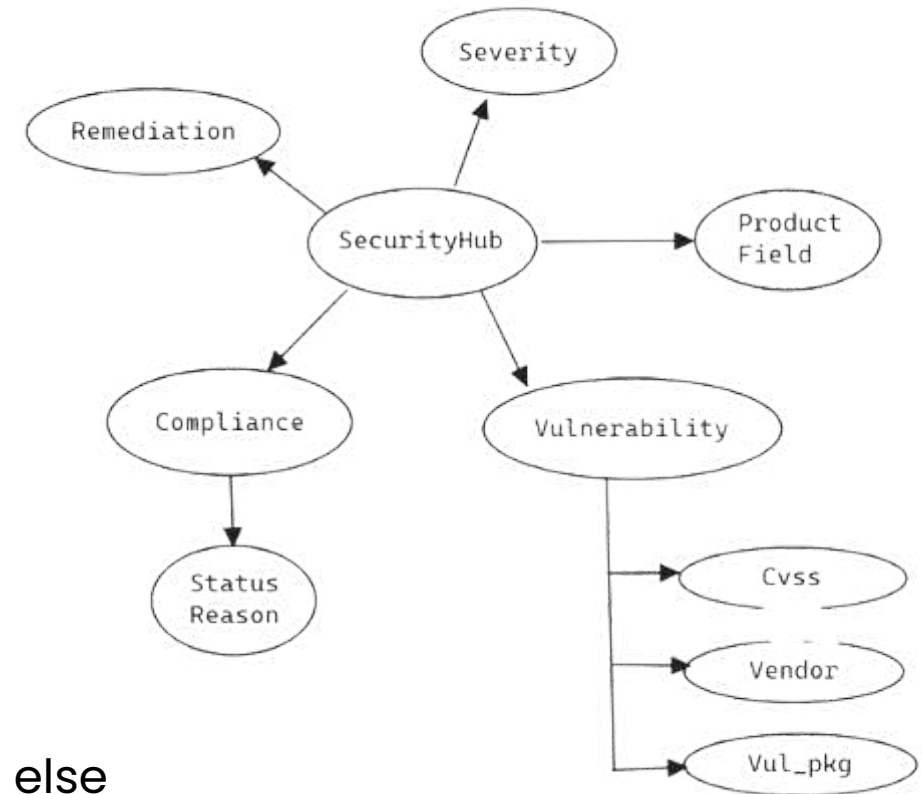 Severity
Remediation
SecurityHub
Product
Field
Compliance
Vulnerability
Status
Reason
Cvss
Vendor
Vul_pkg
else